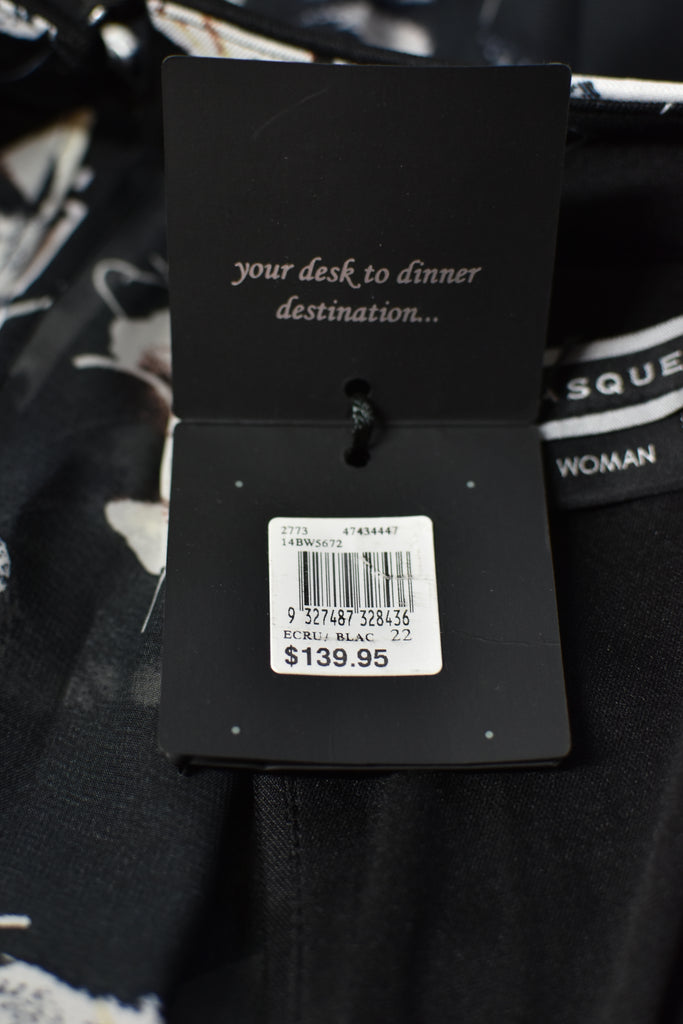 your desk to dinner
destination...
ASQUE
WOMAN
2773 47434447
14BW5672
9 327487 328436
ECRU/ BLAC 22
$139.95